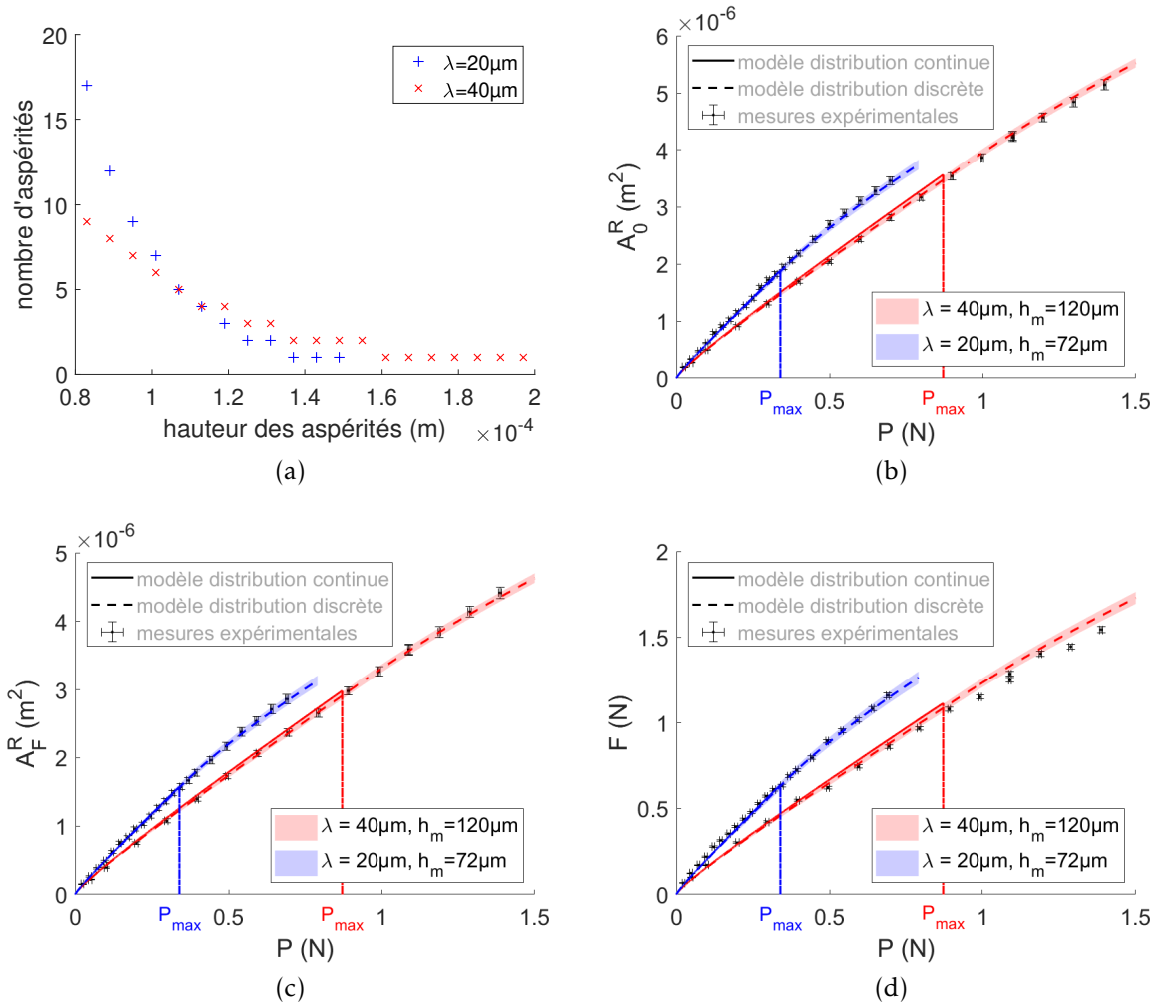 20
15
10
5
0
nombre d'aspérités
λ=20μm
λ=40μm
0.8
1
1.2
1.4
1.6
1.8
2
hauteur des aspérités (m)
×10⁻⁴
(a)
×10⁻⁶
6
5
4
3
2
1
0
A₀ᴿ (m²)
modèle distribution continue
modèle distribution discrète
mesures expérimentales
λ = 40μm, hₘ=120μm
λ = 20μm, hₘ=72μm
0
0.5
1
1.5
Pmax
Pmax
P (N)
(b)
×10⁻⁶
5
4
3
2
1
0
A_Fᴿ (m²)
modèle distribution continue
modèle distribution discrète
mesures expérimentales
λ = 40μm, hₘ=120μm
λ = 20μm, hₘ=72μm
0
0.5
1
1.5
Pmax
Pmax
P (N)
(c)
2
1.5
1
0.5
0
F (N)
modèle distribution continue
modèle distribution discrète
mesures expérimentales
λ = 40μm, hₘ=120μm
λ = 20μm, hₘ=72μm
0
0.5
1
1.5
Pmax
Pmax
P (N)
(d)